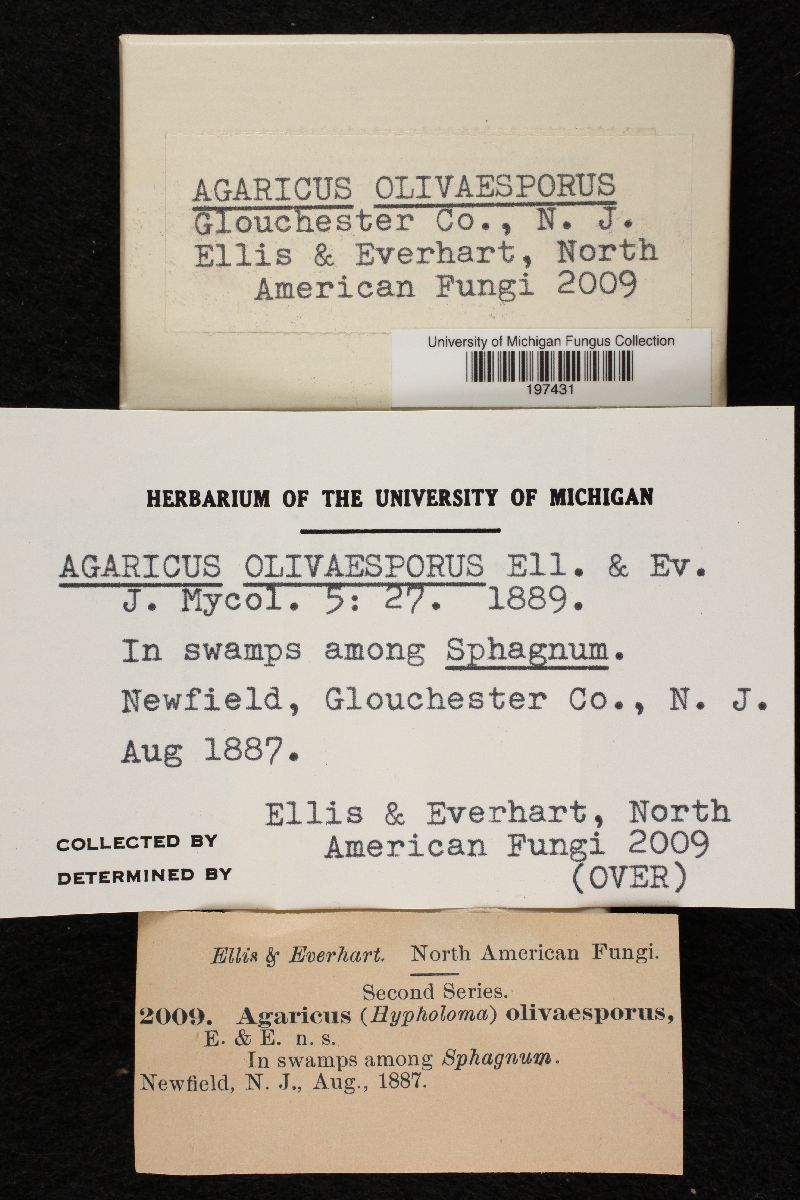 AGARICUS OLIVAESPORUS
Glouchester Co., N. J.
Ellis & Everhart, North
American Fungi 2009
University of Michigan Fungus Collection
197431
HERBARIUM OF THE UNIVERSITY OF MICHIGAN
AGARICUS OLIVAESPORUS Ell. & Ev.
J. Mycol. 5: 27. 1889.
In swamps among Sphagnum.
Newfield, Glouchester Co., N. J.
Aug 1887.
Ellis & Everhart, North
COLLECTED BY American Fungi 2009
DETERMINED BY (OVER)
Ellis & Everhart. North American Fungi.
Second Series.
2009. Agaricus (Hypholoma) olivaesporus,
E. & E. n. s.
In swamps among Sphagnum.
Newfield, N. J., Aug., 1887.